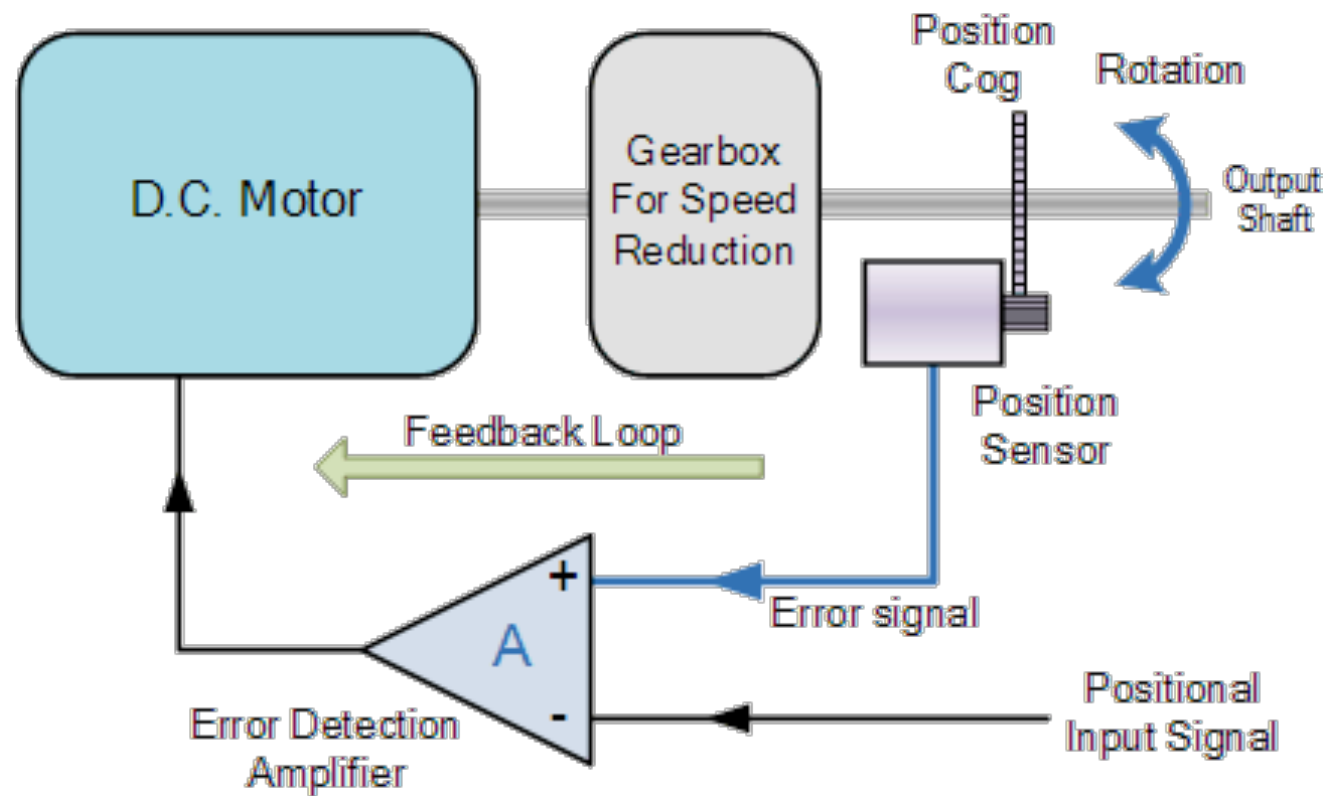 Position
Cog
Rotation
D.C. Motor
Gearbox
For Speed
Reduction
Output
Shaft
Position
Sensor
Feedback Loop
+
A
-
Error signal
Error Detection
Amplifier
Positional
Input Signal